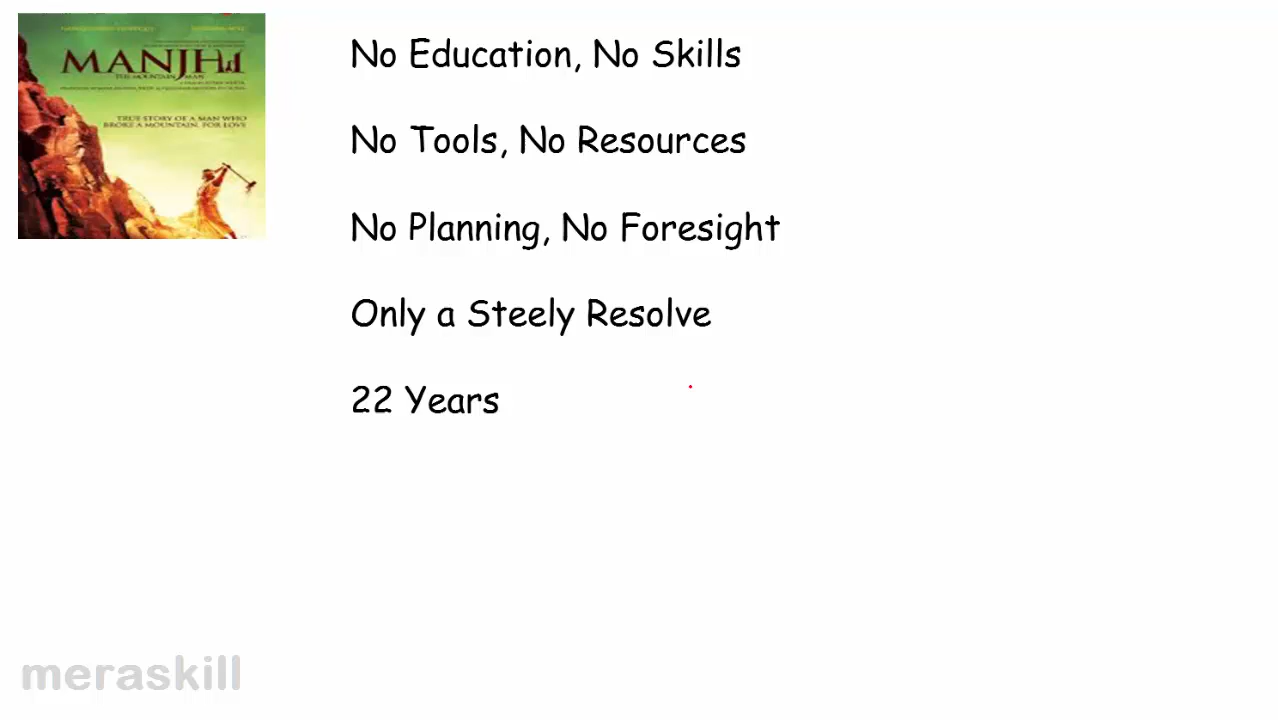 MANJHI
THE MOUNTAIN MAN
TRUE STORY OF A MAN WHO
BROKE A MOUNTAIN, FOR LOVE
No Education, No Skills
No Tools, No Resources
No Planning, No Foresight
Only a Steely Resolve
22 Years
meraskill